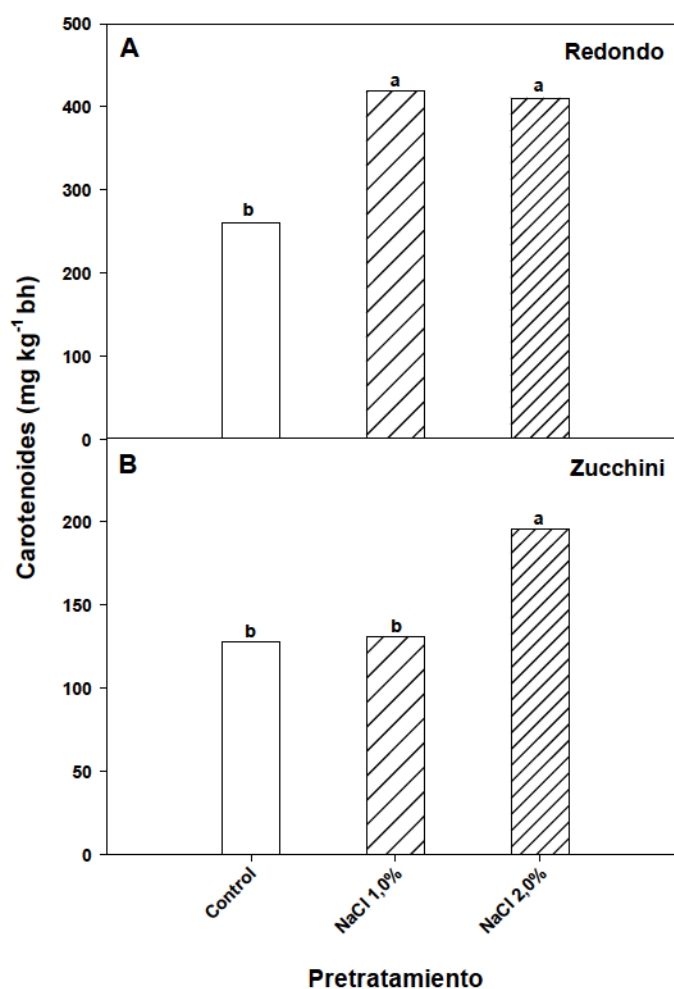 Carotenoides (mg kg⁻¹ bh)
A
Redondo
500
400
300
200
100
0
b
a
a
B
Zucchini
200
150
100
50
0
b
b
a
Control
NaCl 1,0%
NaCl 2,0%
Pretratamiento